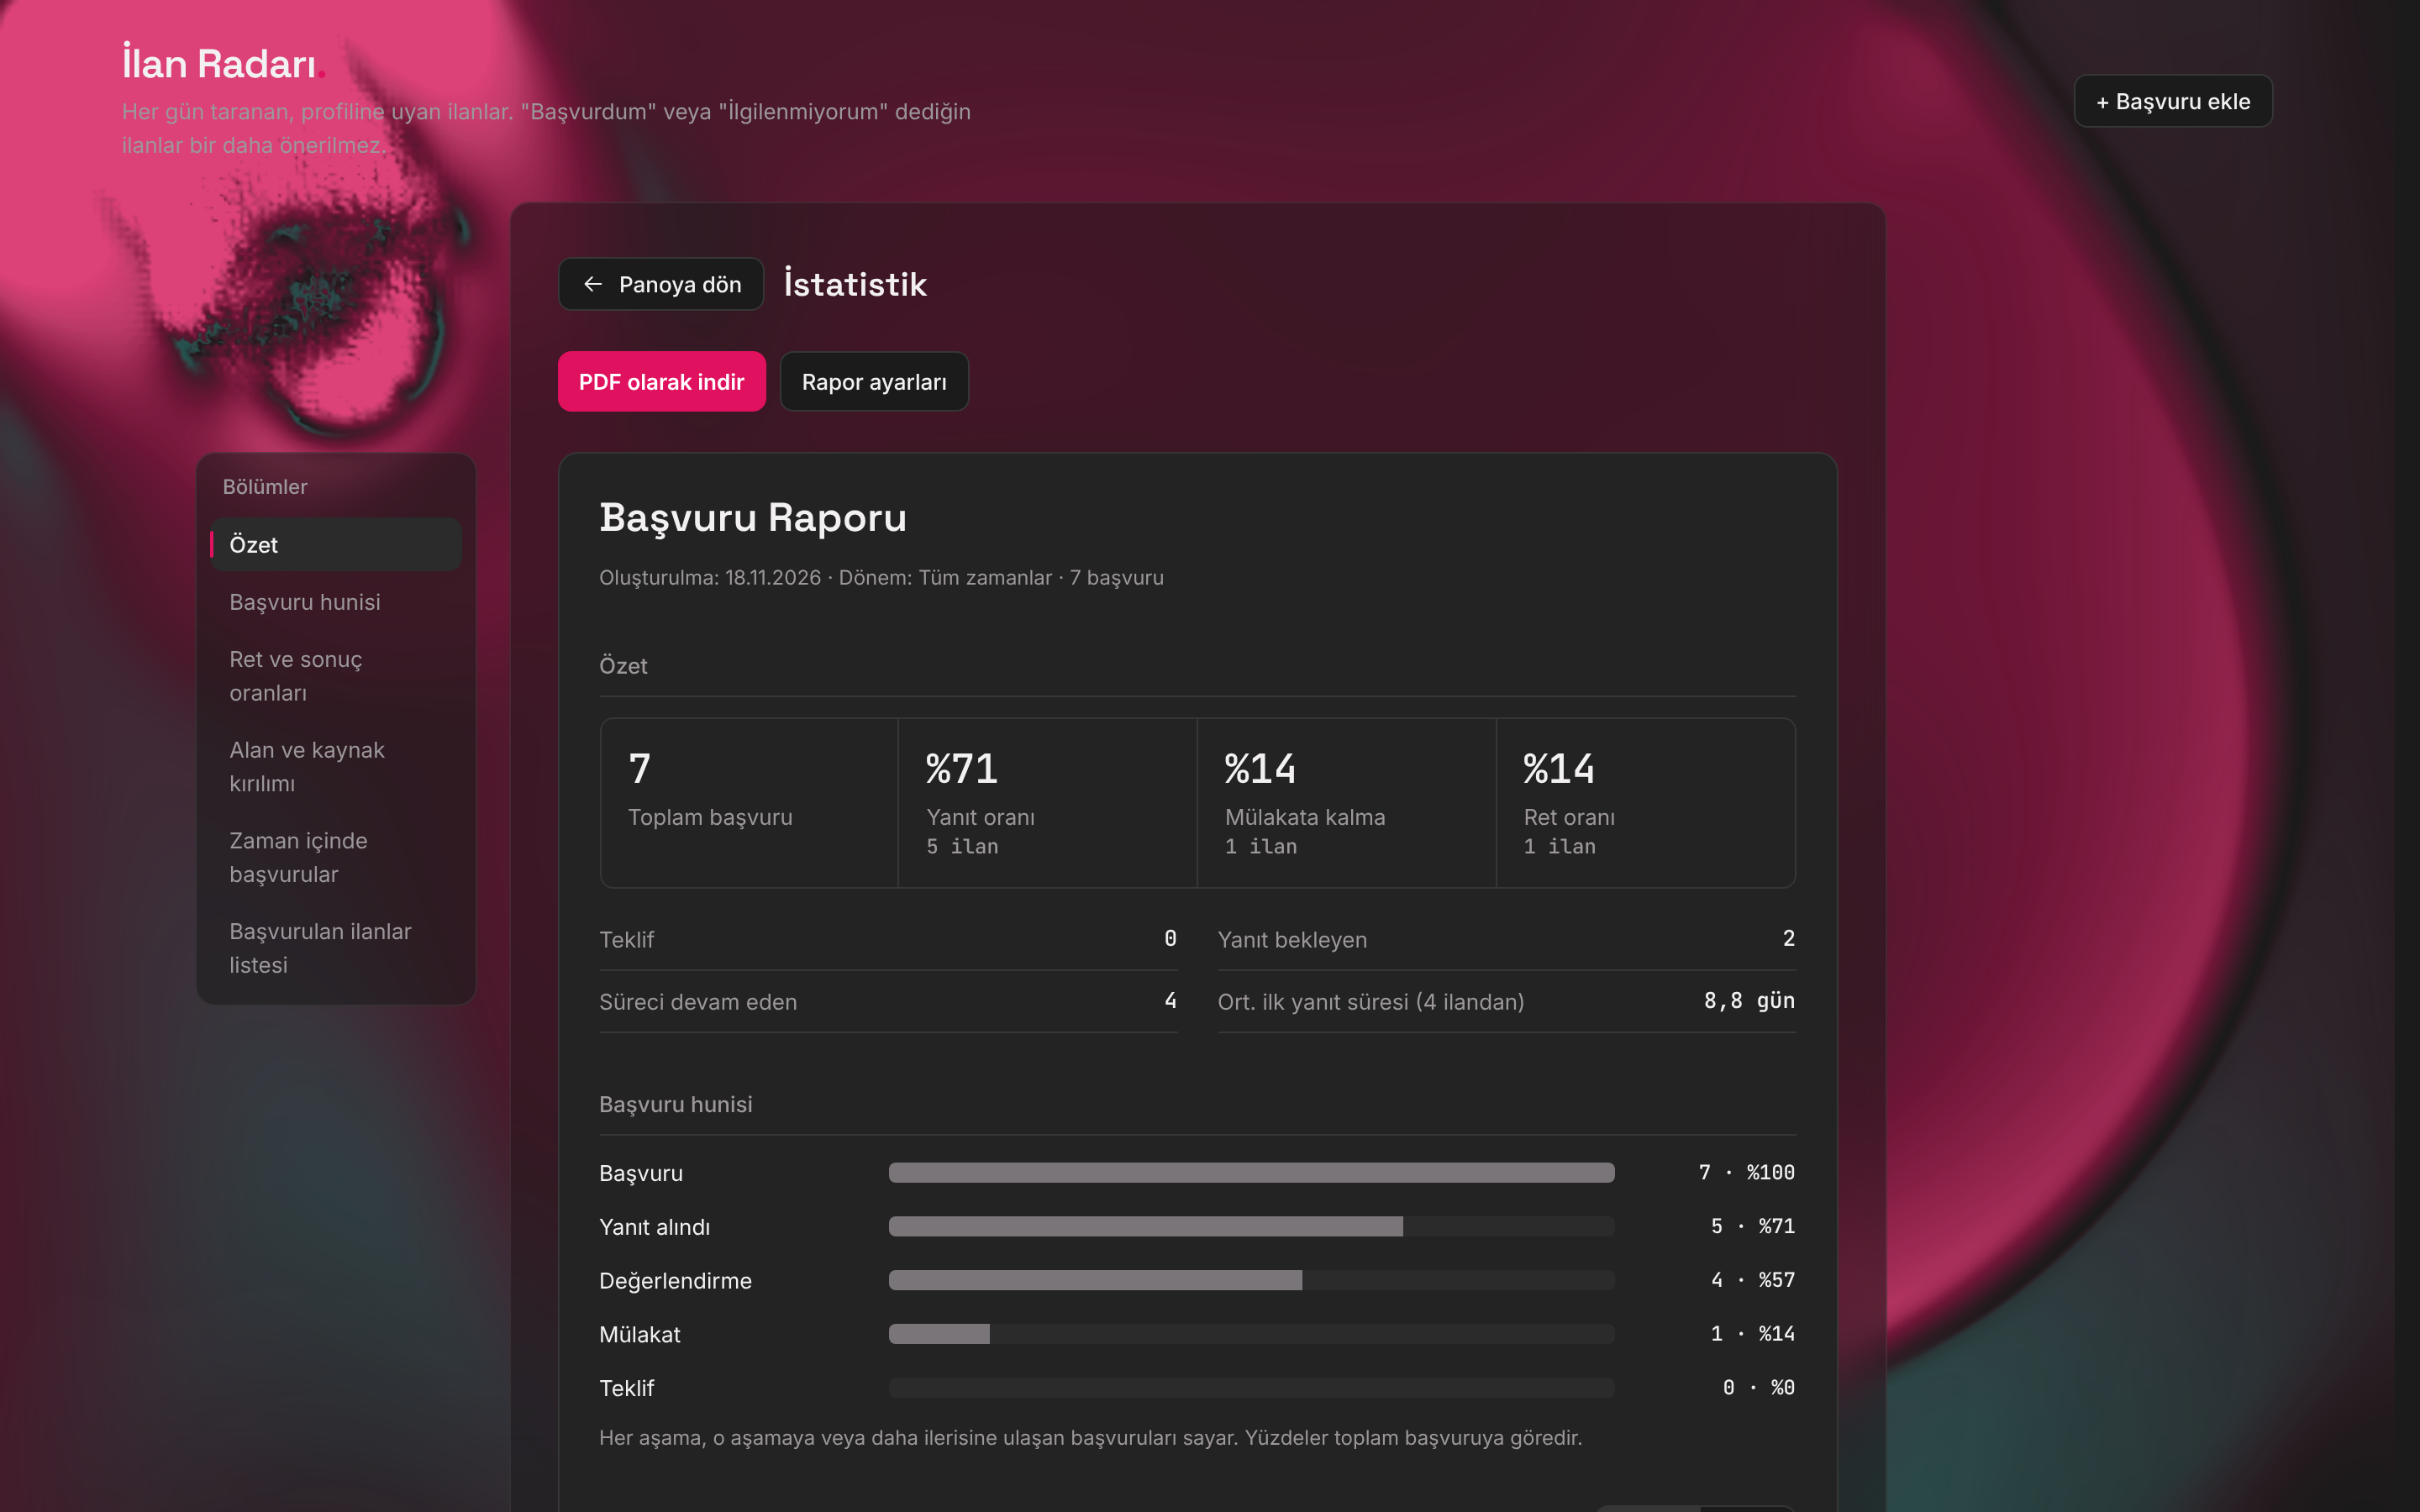 İlan Radarı.
Her gün taranan, profiline uyan ilanlar. "Başvurdum" veya "İlgilenmiyorum" dediğin
ilanlar bir daha önerilmez.
+ Başvuru ekle
← Panoya dön
İstatistik
PDF olarak indir
Rapor ayarları
Bölümler
Özet
Başvuru hunisi
Ret ve sonuç
oranları
Alan ve kaynak
kırılımı
Zaman içinde
başvurular
Başvurulan ilanlar
listesi
Başvuru Raporu
Oluşturulma: 18.11.2026 · Dönem: Tüm zamanlar · 7 başvuru
Özet
7
Toplam başvuru
%71
Yanıt oranı
5 ilan
%14
Mülakata kalma
1 ilan
%14
Ret oranı
1 ilan
Teklif 0
Yanıt bekleyen 2
Süreci devam eden 4
Ort. ilk yanıt süresi (4 ilandan) 8,8 gün
Başvuru hunisi
Başvuru 7 · %100
Yanıt alındı 5 · %71
Değerlendirme 4 · %57
Mülakat 1 · %14
Teklif 0 · %0
Her aşama, o aşamaya veya daha ilerisine ulaşan başvuruları sayar. Yüzdeler toplam başvuruya göredir.